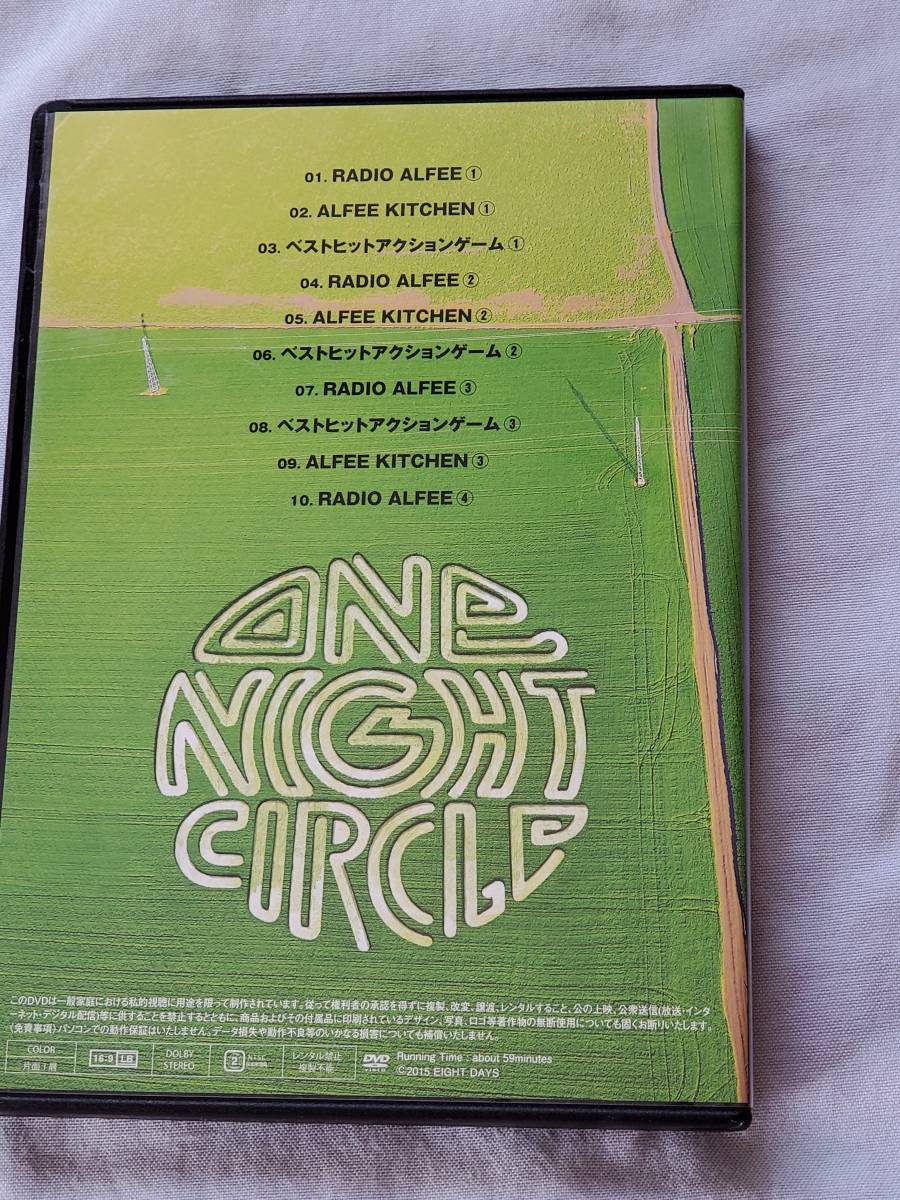 01. RADIO ALFEE①
02. ALFEE KITCHEN①
03. ベストヒットアクションゲーム①
04. RADIO ALFEE②
05. ALFEE KITCHEN②
06. ベストヒットアクションゲーム②
07. RADIO ALFEE③
08. ベストヒットアクションゲーム③
09. ALFEE KITCHEN③
10. RADIO ALFEE④
ONE
NIGHT
CIRCLE
このDVDは一般家庭における私的視聴に用途を限って制作されています。従って権利者の承認を得ずに複製、改変、譲渡、レンタルすること、公の上映、公衆送信(放送・インタ
ーネット・デジタル配信)等に供することを禁止するとともに、商品およびその付属品に印刷されているデザイン、写真、ロゴ等著作物の無断使用についても固くお断りいたします。
〈免責事項〉パソコンでの動作保証はいたしません。データ損失や動作不良等のいかなる損害についても補償いたしません。
COLOR
片面1層
16:9 LB
DOLBY
STEREO
2 NTSC
レンタル禁止
複製不能
DVD
VIDEO
Running Time : about 59minutes
©2015 EIGHT DAYS